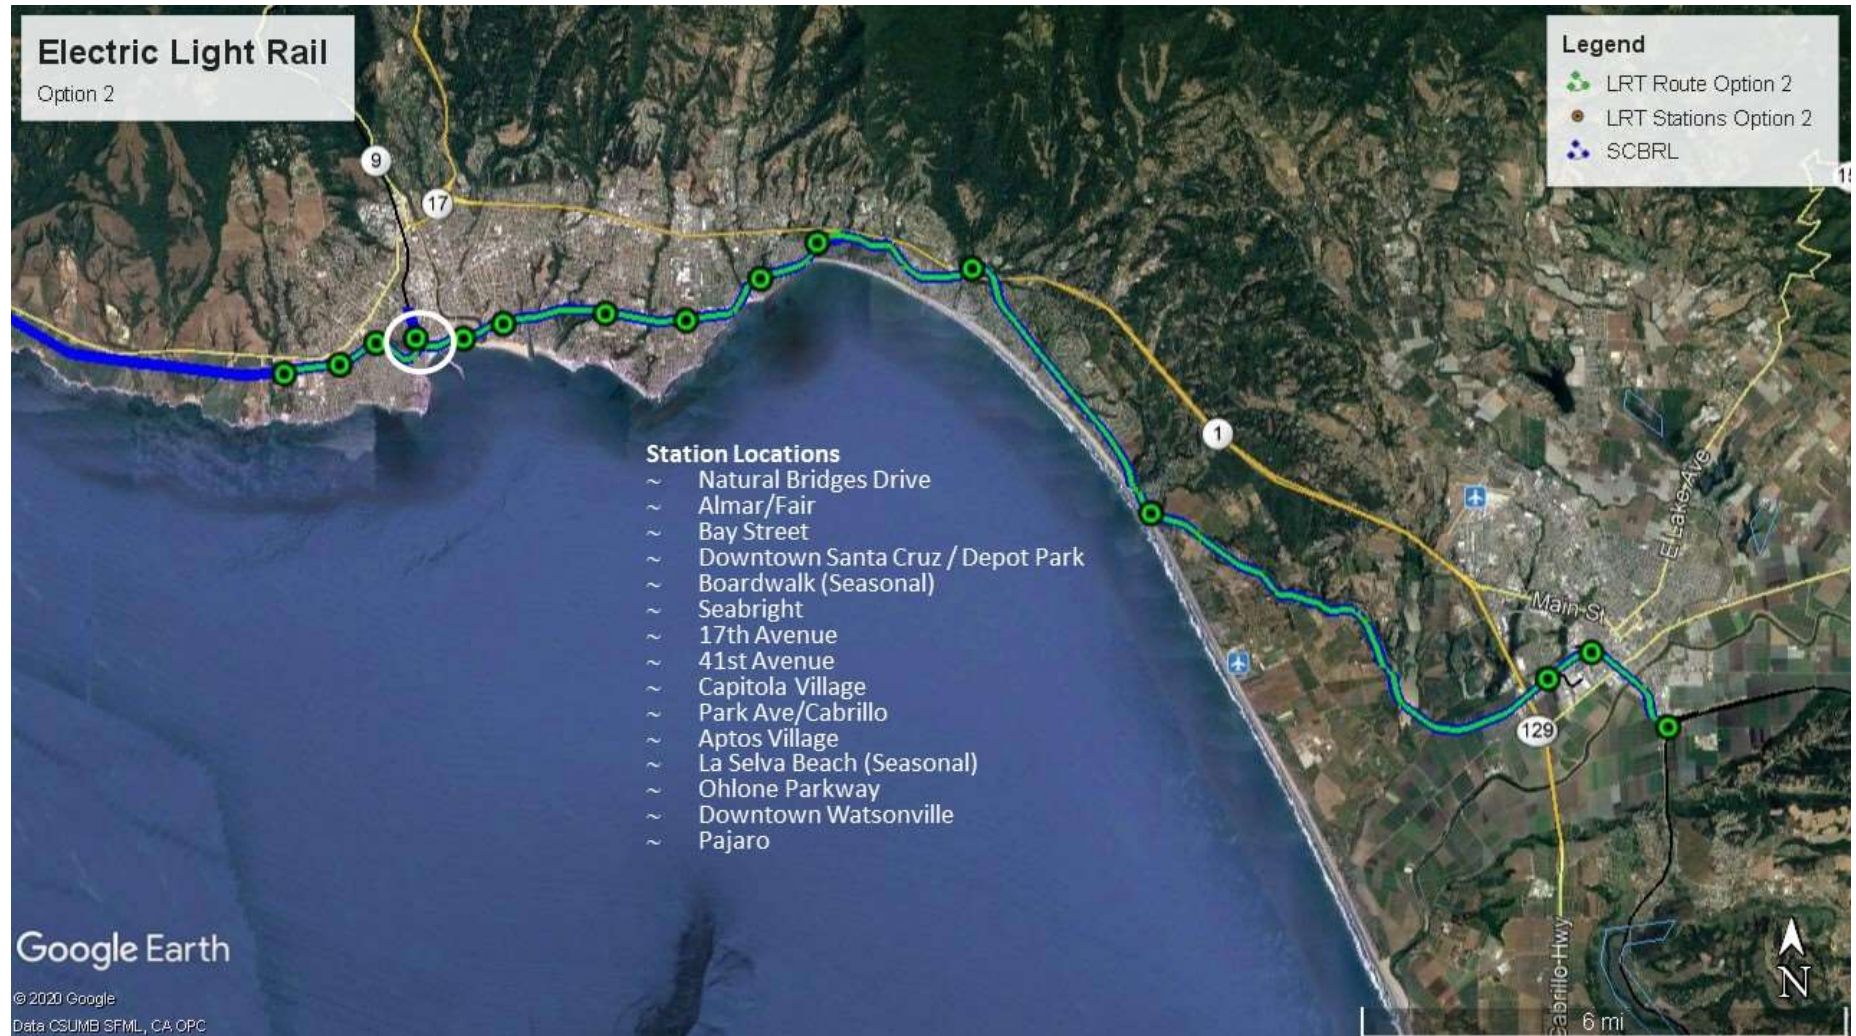 Electric Light Rail
Option 2
Legend
LRT Route Option 2
LRT Stations Option 2
SCBRL
9
17
1
E Lake Ave
Main St
129
Cabrillo Hwy
Station Locations
~ Natural Bridges Drive
~ Almar/Fair
~ Bay Street
~ Downtown Santa Cruz / Depot Park
~ Boardwalk (Seasonal)
~ Seabright
~ 17th Avenue
~ 41st Avenue
~ Capitola Village
~ Park Ave/Cabrillo
~ Aptos Village
~ La Selva Beach (Seasonal)
~ Ohlone Parkway
~ Downtown Watsonville
~ Pajaro
Google Earth
© 2020 Google
Data CSUMB SFML, CA OPC
N
6 mi